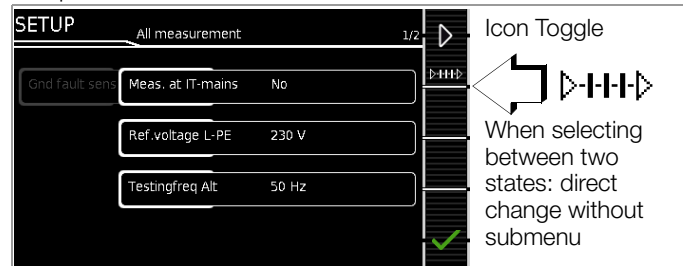 SETUP
All measurement
1/2
Gnd fault sens
Meas. at IT-mains No
Ref.voltage L-PE 230 V
Testingfreq Alt 50 Hz
Icon Toggle
When selecting
between two
states: direct
change without
submenu